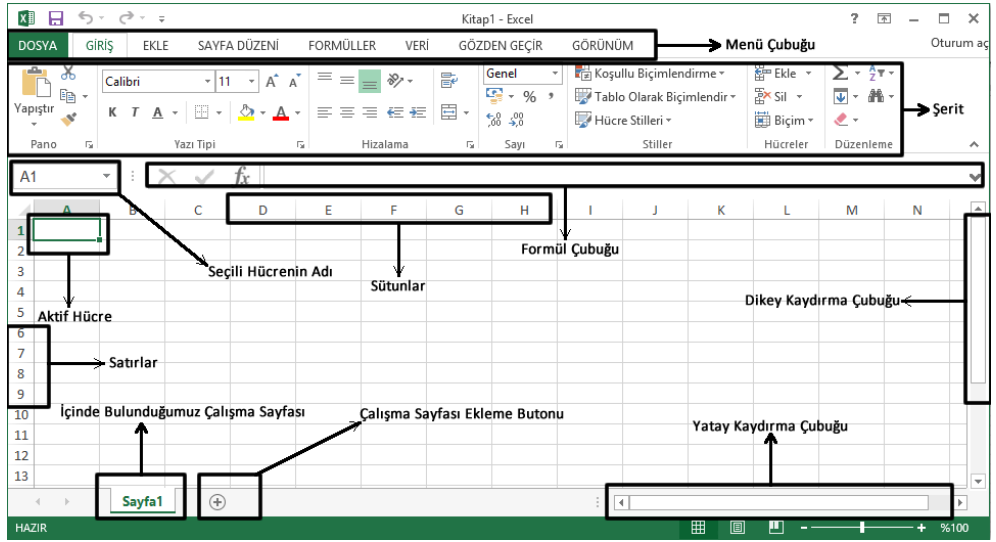 Kitap1 - Excel
DOSYA GİRİŞ EKLE SAYFA DÜZENİ FORMÜLLER VERİ GÖZDEN GEÇİR GÖRÜNÜM Menü Çubuğu Oturum aç
Calibri 11 Genel Koşullu Biçimlendirme Ekle
Yapıştır % Tablo Olarak Biçimlendir Sil Şerit
K T A A Hücre Stilleri Biçim
Pano Yazı Tipi Hizalama Sayı Stiller Hücreler Düzenleme
A1 fx
A B C D E F G H I J K L M N
1
2 Formül Çubuğu
3 Seçili Hücrenin Adı Sütunlar
4 Dikey Kaydırma Çubuğu
5 Aktif Hücre
6
7 Satırlar
8
9
10 İçinde Bulunduğumuz Çalışma Sayfası Çalışma Sayfası Ekleme Butonu
11 Yatay Kaydırma Çubuğu
12
13
Sayfa1
HAZIR %100